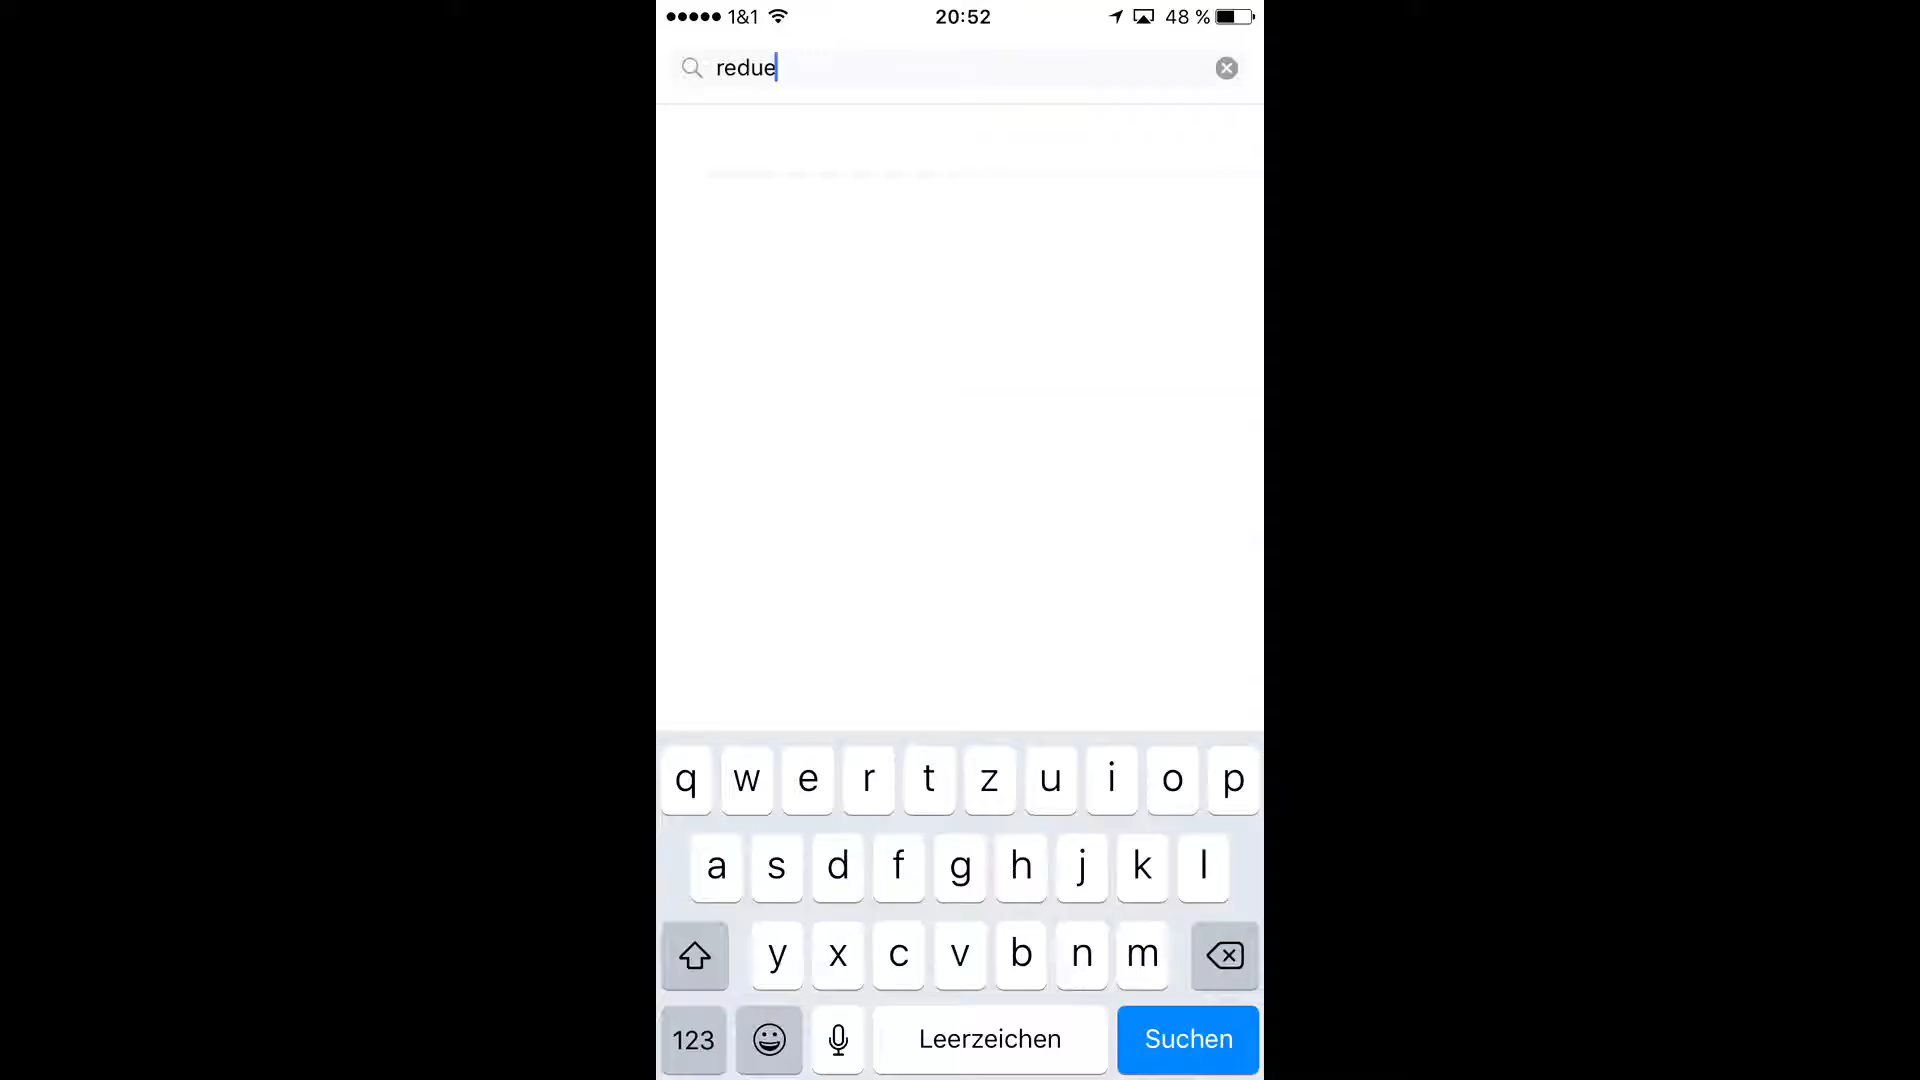 1&1 20:52 48 %
redue
q w e r t z u i o p
a s d f g h j k l
y x c v b n m
123 Leerzeichen Suchen